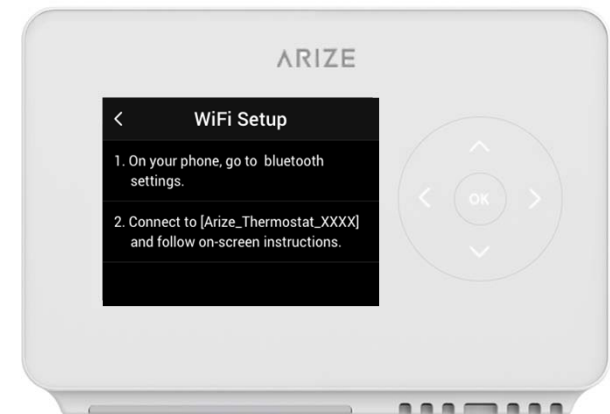 ARIZE
WiFi Setup
1. On your phone, go to bluetooth
settings.
2. Connect to [Arize_Thermostat_XXXX]
and follow on-screen instructions.
OK